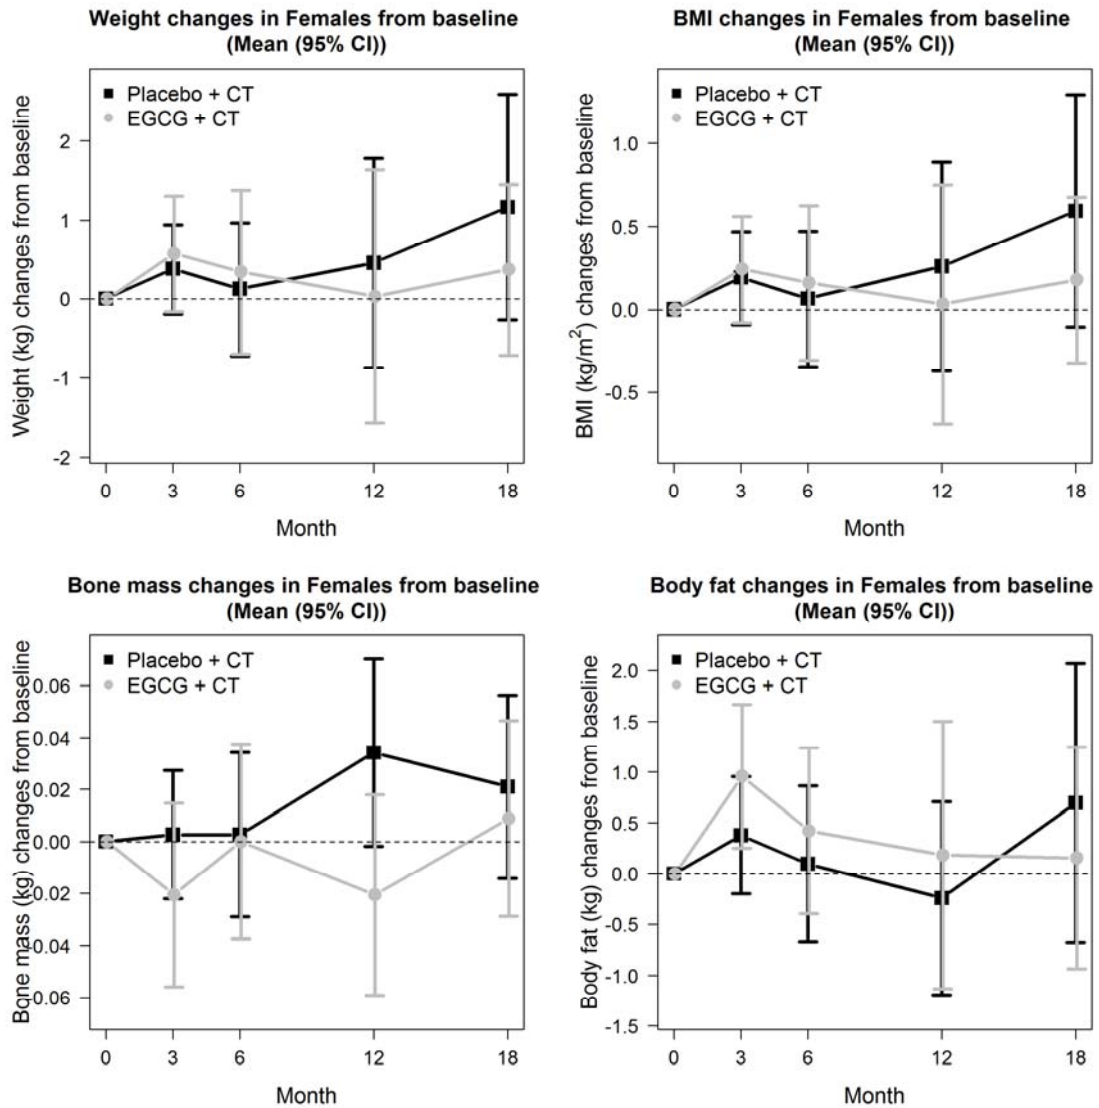 Weight changes in Females from baseline
(Mean (95% CI))
Placebo + CT
EGCG + CT
Weight (kg) changes from baseline
2
1
0
-1
-2
0 3 6 12 18
Month
BMI changes in Females from baseline
(Mean (95% CI))
Placebo + CT
EGCG + CT
BMI (kg/m²) changes from baseline
1.0
0.5
0.0
-0.5
0 3 6 12 18
Month
Bone mass changes in Females from baseline
(Mean (95% CI))
Placebo + CT
EGCG + CT
Bone mass (kg) changes from baseline
0.06
0.04
0.02
0.00
-0.02
-0.04
-0.06
0 3 6 12 18
Month
Body fat changes in Females from baseline
(Mean (95% CI))
Placebo + CT
EGCG + CT
Body fat (kg) changes from baseline
2.0
1.5
1.0
0.5
0.0
-0.5
-1.0
-1.5
0 3 6 12 18
Month